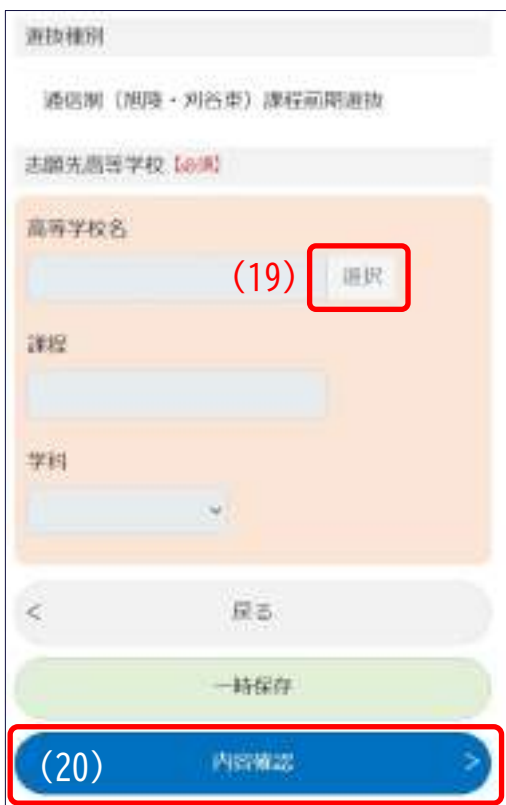 選抜種別
通信制（旭陵・刈谷東）課程前期選抜
志願先高等学校【必須】
高等学校名
(19) 選択
課程
学科
< 戻る
一時保存
(20) 内容確認 >